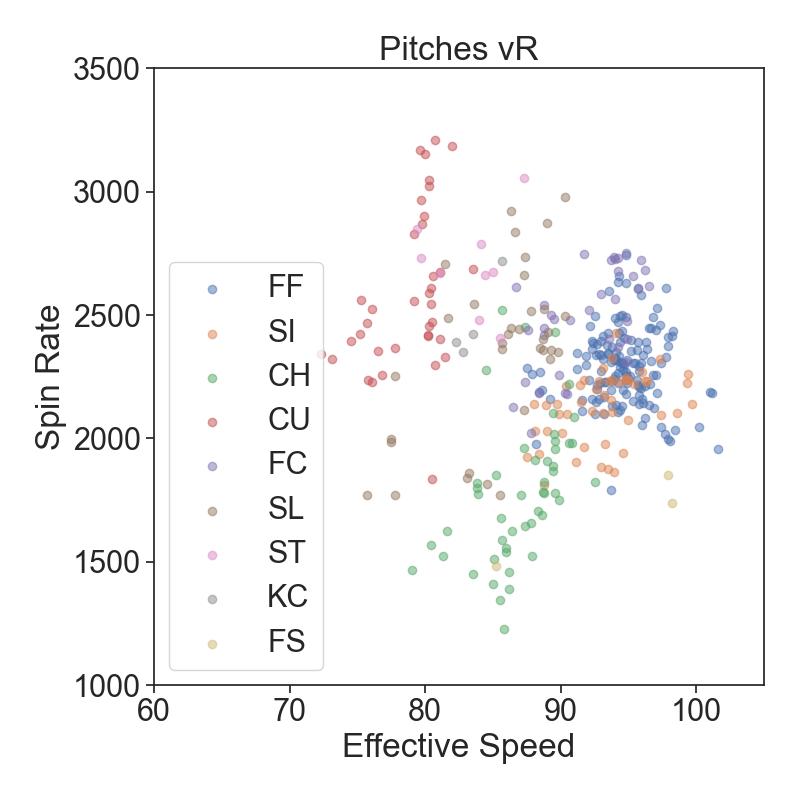 Pitches vR
3500
3000
2500
2000
1500
1000
Spin Rate
FF
SI
CH
CU
FC
SL
ST
KC
FS
60 70 80 90 100
Effective Speed